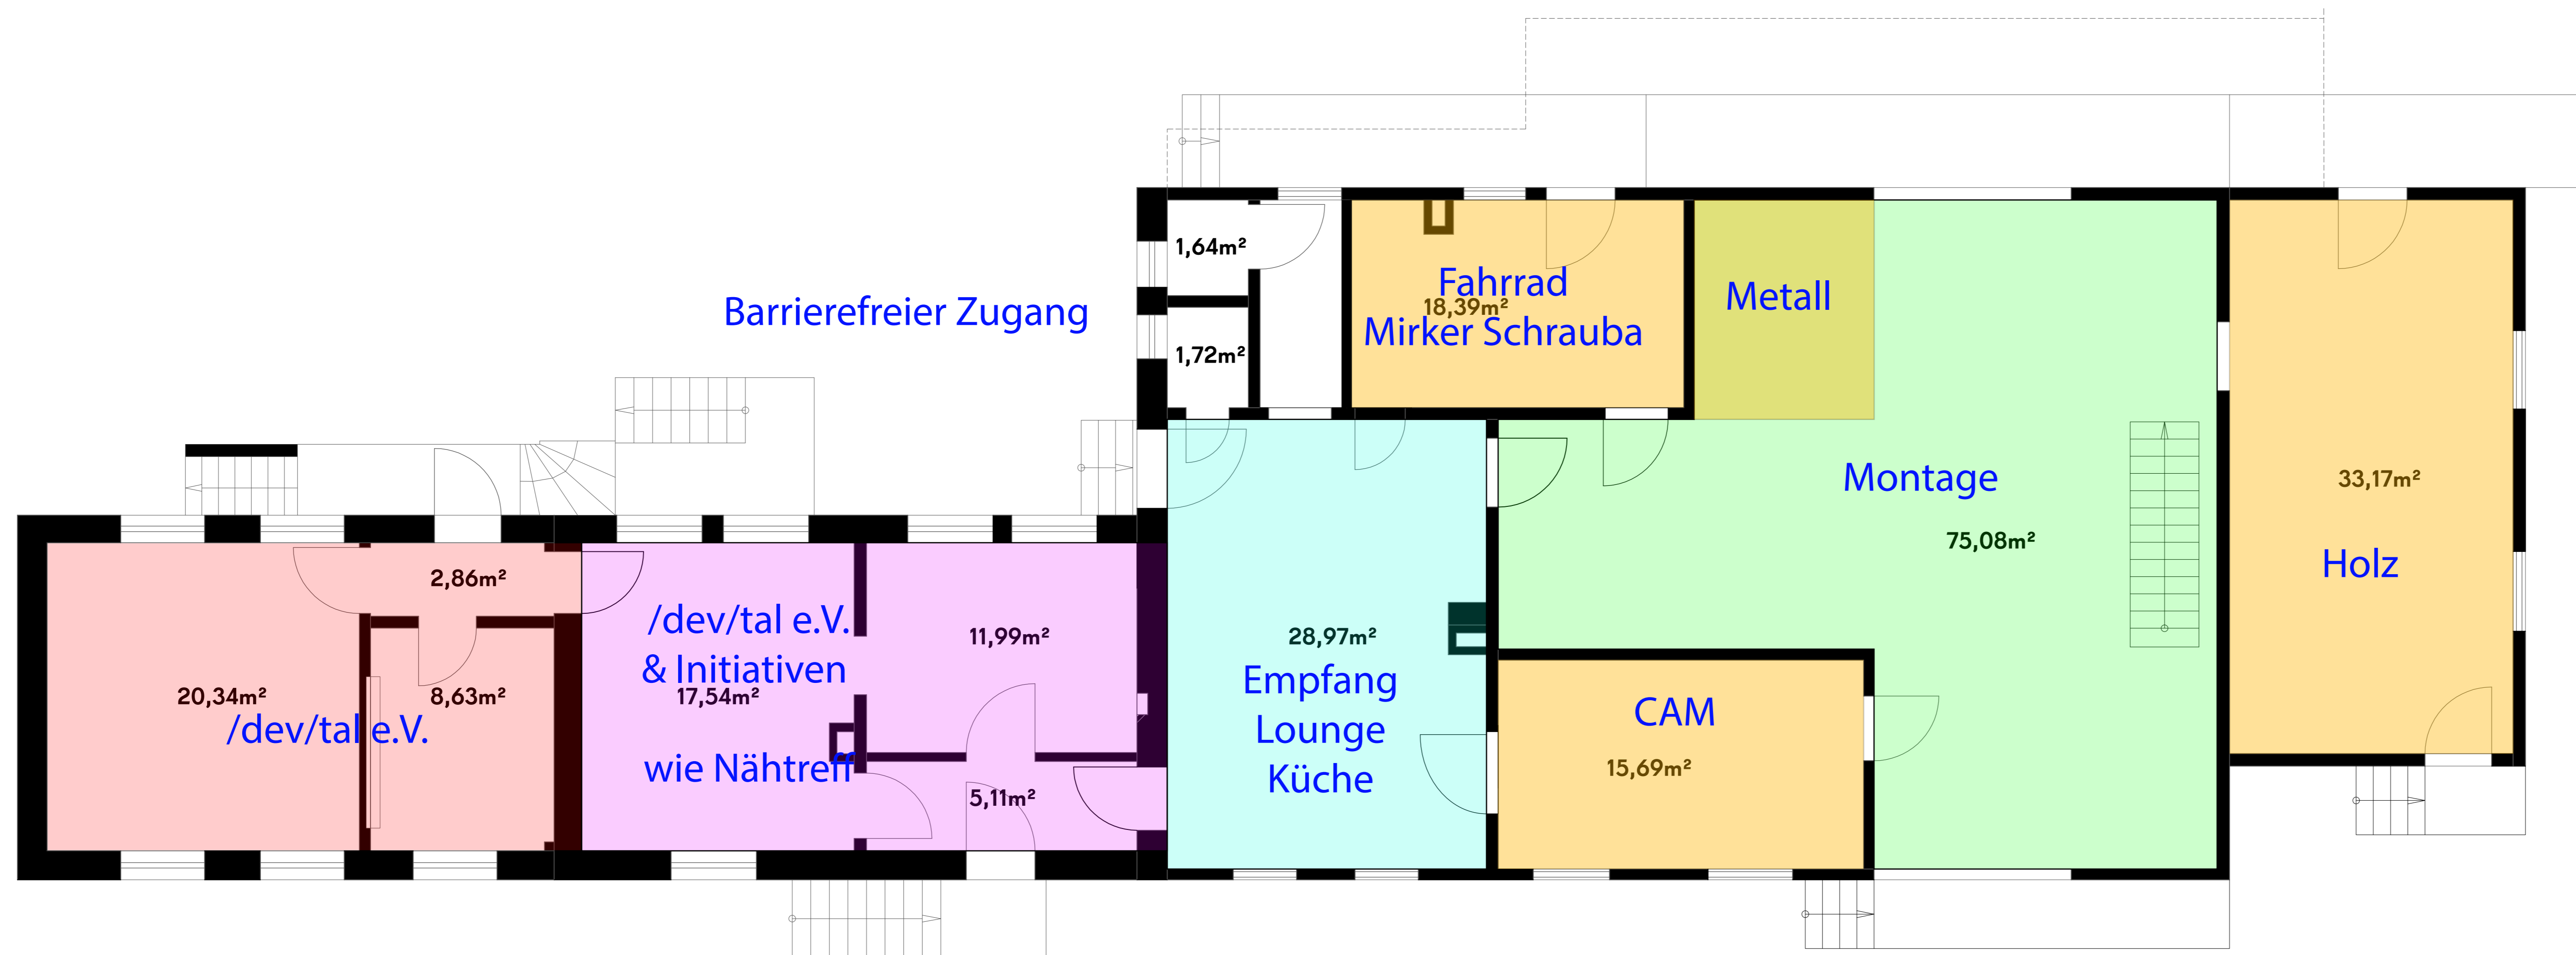 1,64m²
1,72m²
Barrierefreier Zugang
Fahrrad
18,39m²
Mirker Schrauba
Metall
Montage
75,08m²
33,17m²
Holz
2,86m²
20,34m²
8,63m²
/dev/tal e.V.
/dev/tal e.V.
& Initiativen
17,54m²
wie Nähtreff
11,99m²
5,11m²
28,97m²
Empfang
Lounge
Küche
CAM
15,69m²